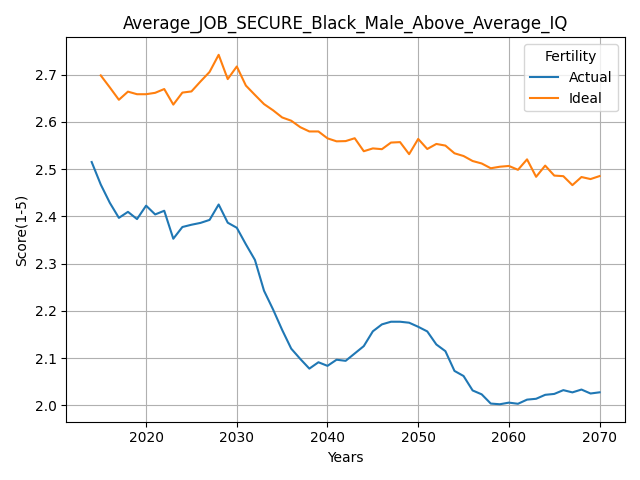 Average_JOB_SECURE_Black_Male_Above_Average_IQ
Fertility
Actual
Ideal
Score(1-5)
2.7
2.6
2.5
2.4
2.3
2.2
2.1
2.0
2020 2030 2040 2050 2060 2070
Years